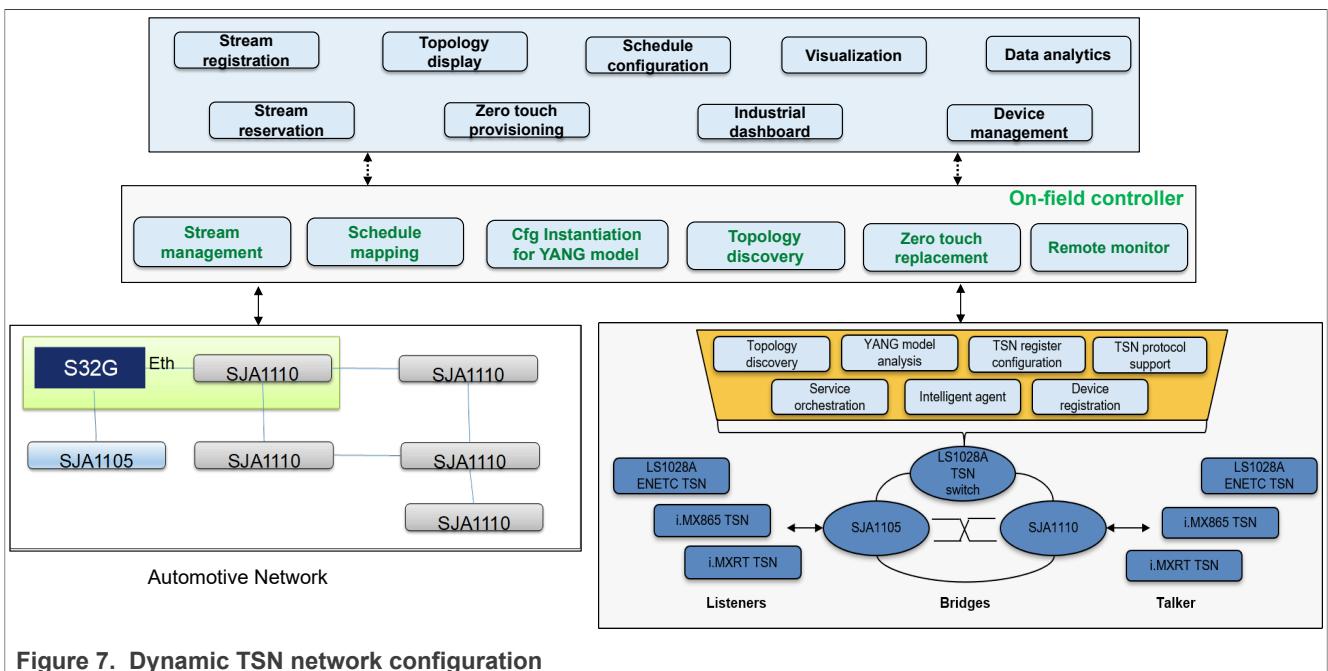 Stream
registration
Topology
display
Schedule
configuration
Visualization
Data analytics
Stream
reservation
Zero touch
provisioning
Industrial
dashboard
Device
management
On-field controller
Stream
management
Schedule
mapping
Cfg Instantiation
for YANG model
Topology
discovery
Zero touch
replacement
Remote monitor
S32G
Eth
SJA1110
SJA1110
SJA1105
SJA1110
SJA1110
SJA1110
Automotive Network
Topology
discovery
YANG model
analysis
TSN register
configuration
TSN protocol
support
Service
orchestration
Intelligent agent
Device
registration
LS1028A
TSN
switch
LS1028A
ENETC TSN
LS1028A
ENETC TSN
i.MX865 TSN
SJA1105
SJA1110
i.MX865 TSN
i.MXRT TSN
i.MXRT TSN
Listeners
Bridges
Talker
Figure 7. Dynamic TSN network configuration